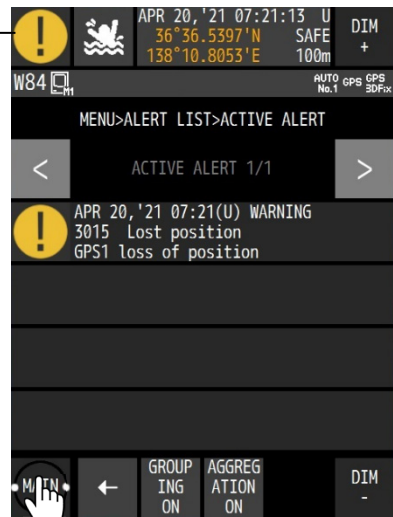 APR 20,'21 07:21:13 U
36°36.5397'N SAFE
138°10.8053'E 100m
DIM
+
W84 M1
AUTO
No.1 GPS GPS
3DFix
MENU>ALERT LIST>ACTIVE ALERT
< ACTIVE ALERT 1/1 >
APR 20,'21 07:21(U) WARNING
3015 Lost position
GPS1 loss of position
MAIN
←
GROUP
ING
ON
AGGREG
ATION
ON
DIM
-